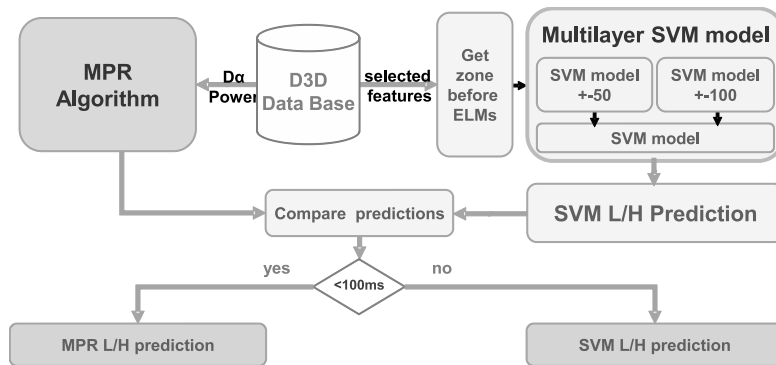 MPR
Algorithm
Dα
Power
D3D
Data Base
selected
features
Get
zone
before
ELMs
Multilayer SVM model
SVM model
+-50
SVM model
+-100
SVM model
SVM L/H Prediction
Compare predictions
yes
<100ms
no
MPR L/H prediction
SVM L/H prediction